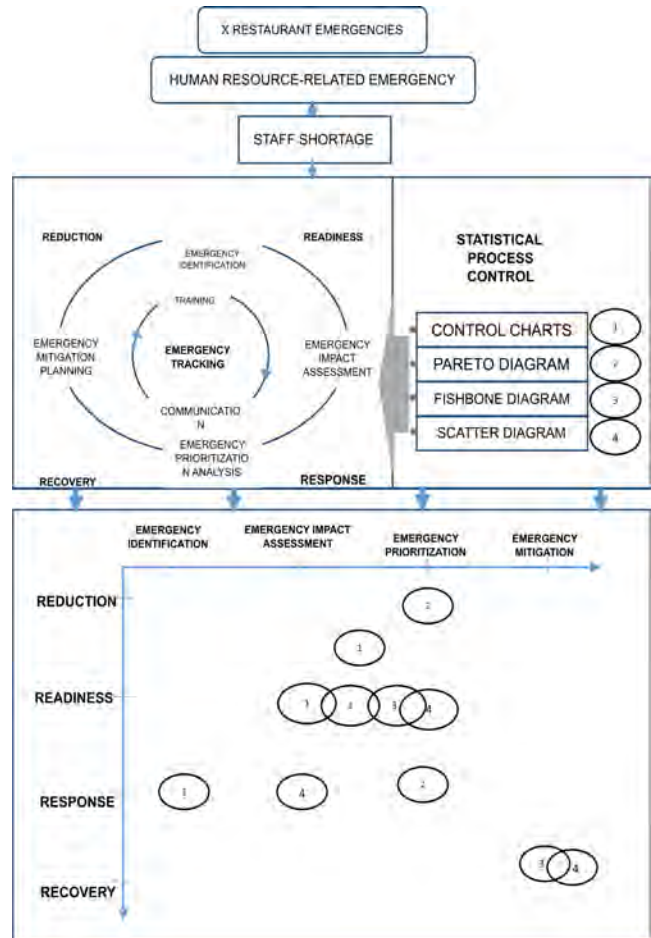 X RESTAURANT EMERGENCIES
HUMAN RESOURCE-RELATED EMERGENCY
STAFF SHORTAGE
REDUCTION
READINESS
EMERGENCY
IDENTIFICATION
TRAINING
EMERGENCY
MITIGATION
PLANNING
EMERGENCY
TRACKING
EMERGENCY
IMPACT
ASSESSMENT
COMMUNICATIO
N
EMERGENCY
PRIORITIZATIO
N ANALYSIS
RECOVERY
RESPONSE
STATISTICAL
PROCESS
CONTROL
CONTROL CHARTS
1
PARETO DIAGRAM
2
FISHBONE DIAGRAM
3
SCATTER DIAGRAM
4
EMERGENCY
IDENTIFICATION
EMERGENCY IMPACT
ASSESSMENT
EMERGENCY
PRIORITIZATION
EMERGENCY
MITIGATION
REDUCTION
2
1
READINESS
3
4
RESPONSE
4
2
3
4
RECOVERY